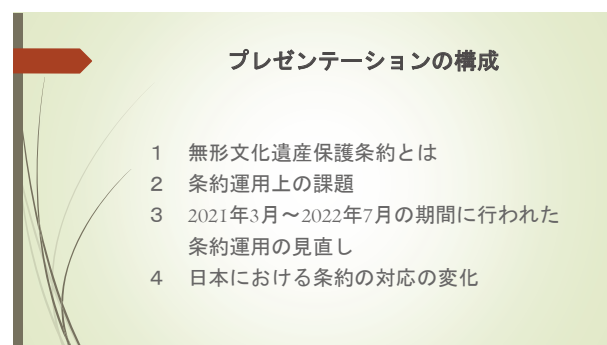 プレゼンテーションの構成
１　無形文化遺産保護条約とは
２　条約運用上の課題
３　2021年3月～2022年7月の期間に行われた
条約運用の見直し
４　日本における条約の対応の変化